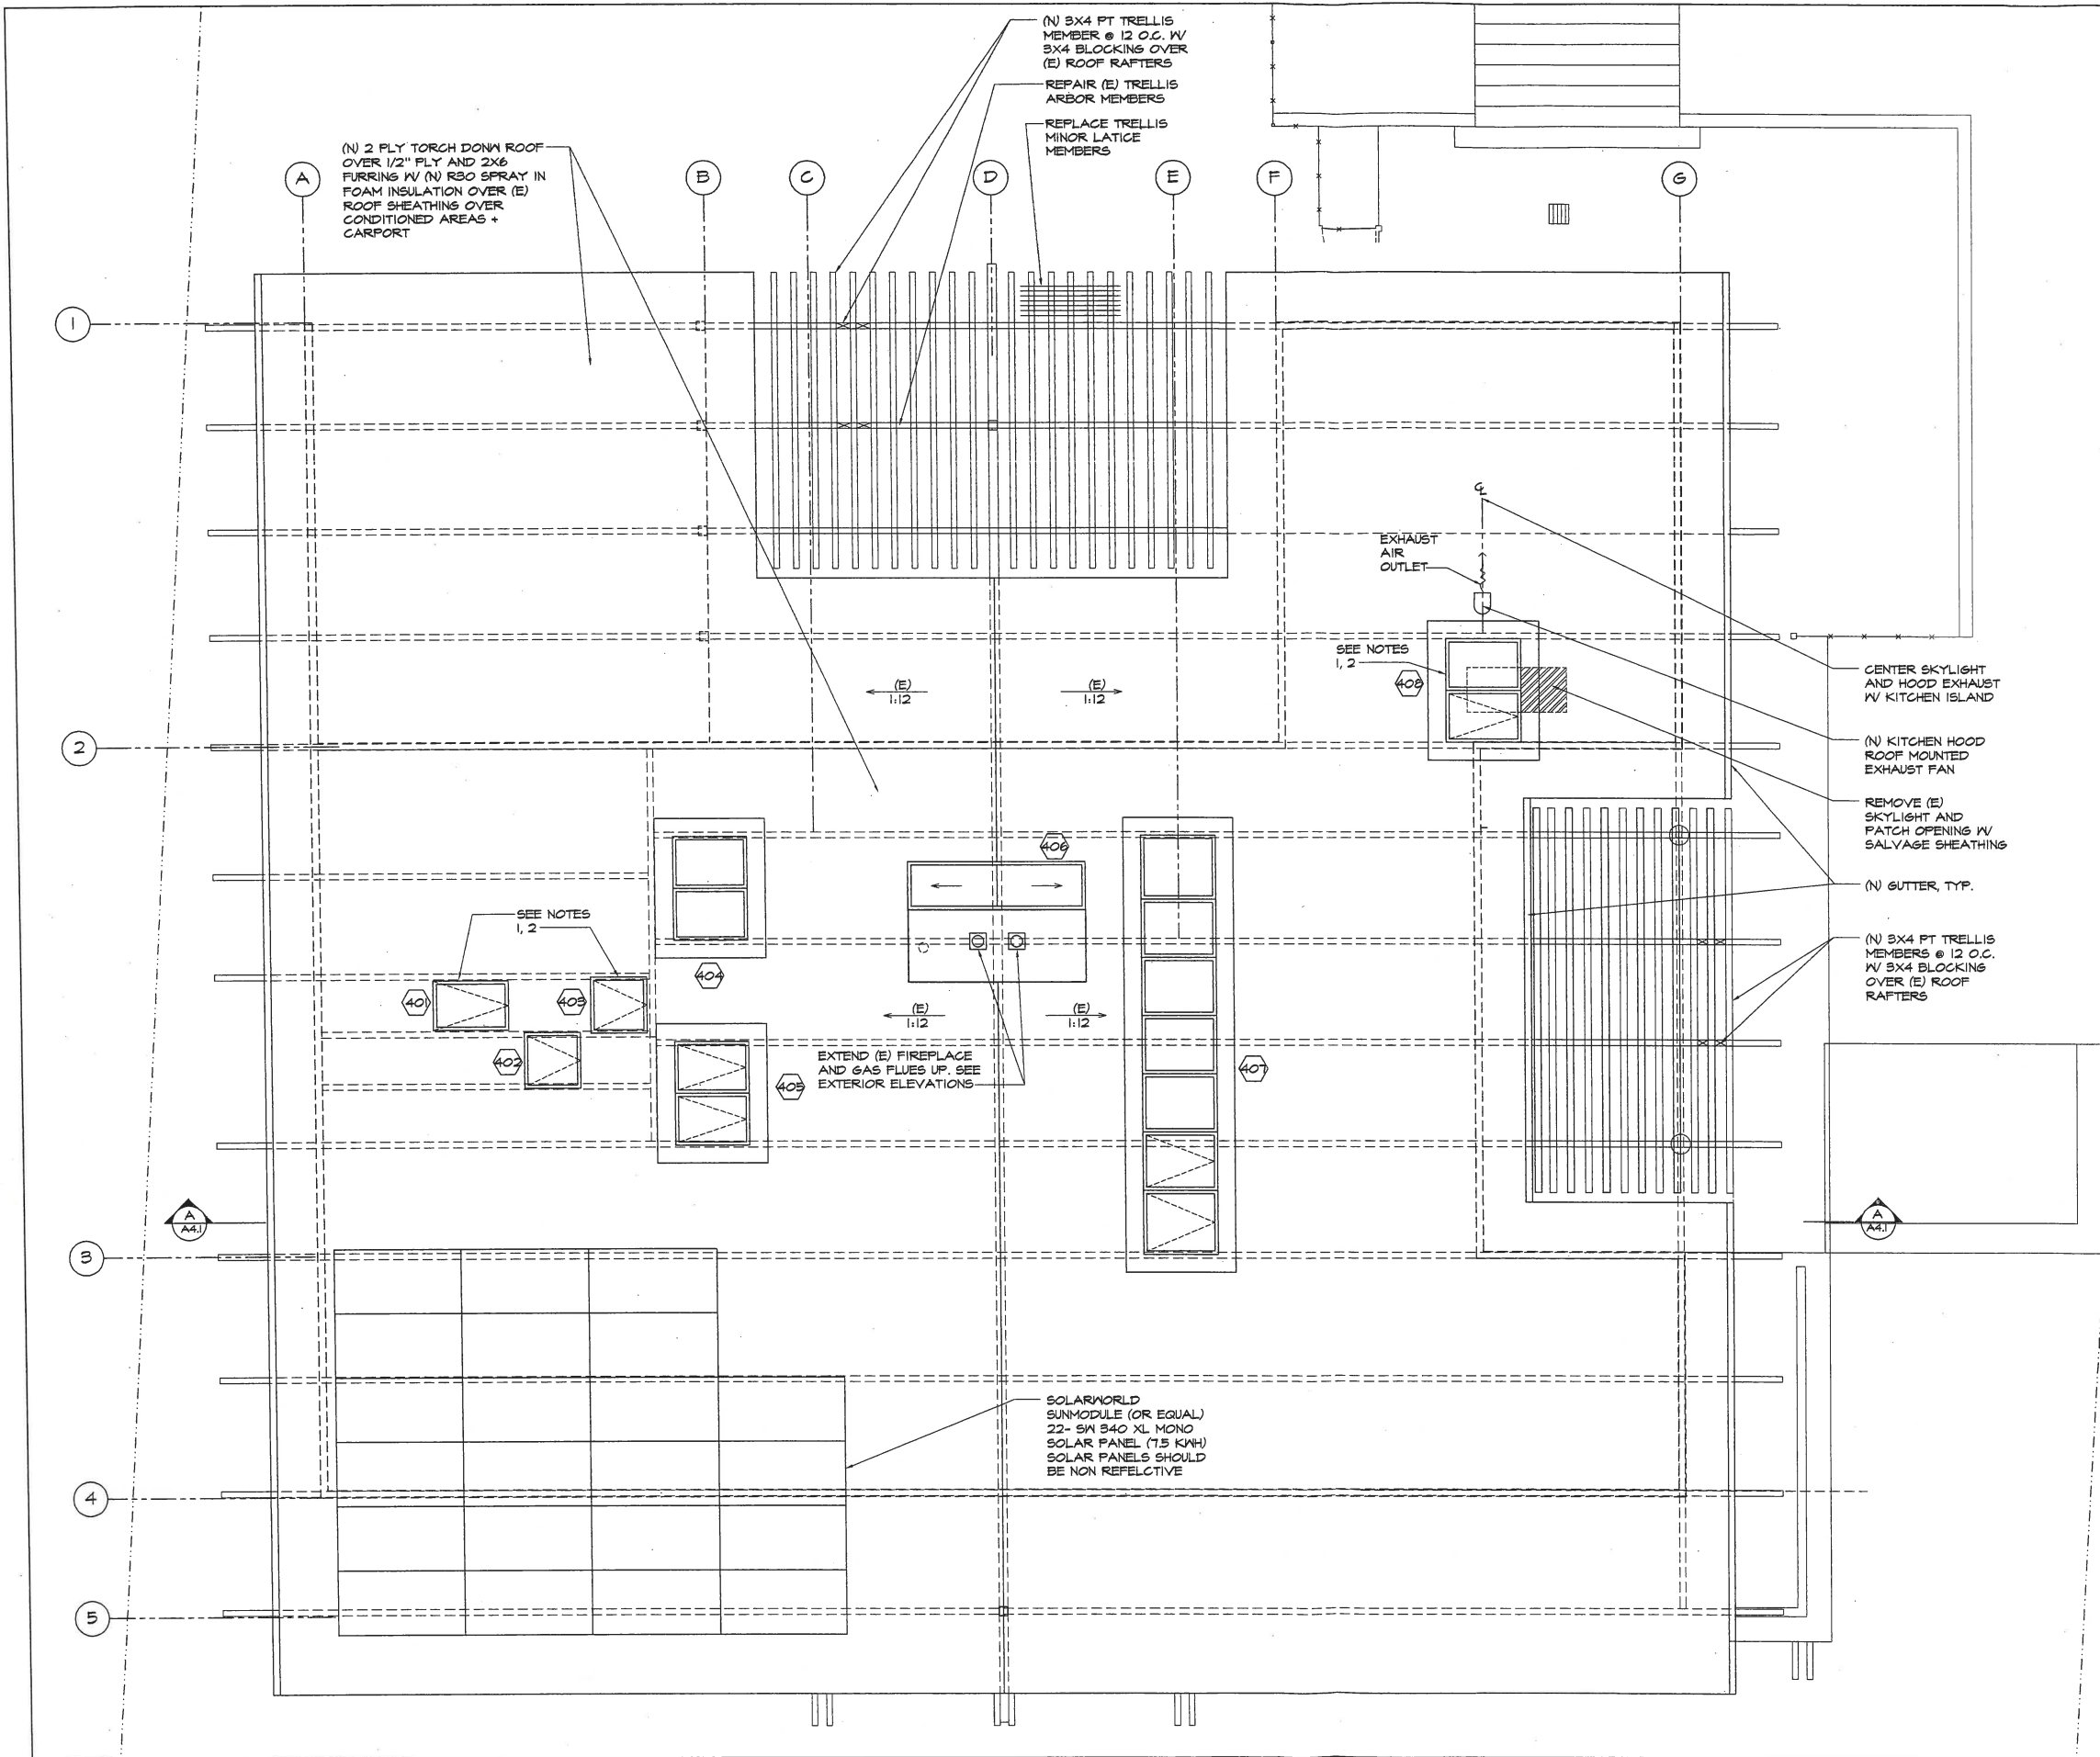 (N) 3X4 PT TRELLIS
MEMBER @ 12 O.C. W/
3X4 BLOCKING OVER
(E) ROOF RAFTERS
REPAIR (E) TRELLIS
ARBOR MEMBERS
REPLACE TRELLIS
MINOR LATICE
MEMBERS
(N) 2 PLY TORCH DONW ROOF
OVER 1/2" PLY AND 2X6
FURRING W/ (N) R30 SPRAY IN
FOAM INSULATION OVER (E)
ROOF SHEATHING OVER
CONDITIONED AREAS +
CARPORT
A
B
C
D
E
F
G
1
EXHAUST
AIR
OUTLET
SEE NOTES
1, 2
408
CENTER SKYLIGHT
AND HOOD EXHAUST
W/ KITCHEN ISLAND
(E)
1:12
(E)
1:12
2
(N) KITCHEN HOOD
ROOF MOUNTED
EXHAUST FAN
REMOVE (E)
SKYLIGHT AND
PATCH OPENING W/
SALVAGE SHEATHING
406
(N) GUTTER, TYP.
SEE NOTES
1, 2
(N) 3X4 PT TRELLIS
MEMBERS @ 12 O.C.
W/ 3X4 BLOCKING
OVER (E) ROOF
RAFTERS
404
401
403
(E)
1:12
(E)
1:12
402
405
EXTEND (E) FIREPLACE
AND GAS FLUES UP. SEE
EXTERIOR ELEVATIONS
407
A
A4.1
A
A4.1
3
SOLARWORLD
SUNMODULE (OR EQUAL)
22- SW 340 XL MONO
SOLAR PANEL (7.5 KWH)
SOLAR PANELS SHOULD
BE NON REFELCTIVE
4
5